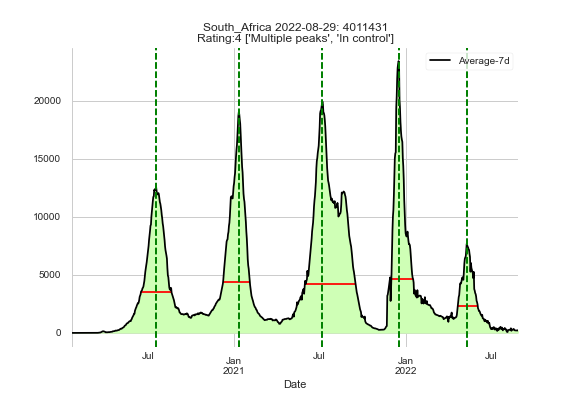 South_Africa 2022-08-29: 4011431
Rating:4 ['Multiple peaks', 'In control']
Average-7d
20000
15000
10000
5000
0
Jul
Jan
2021
Jul
Jan
2022
Jul
Date